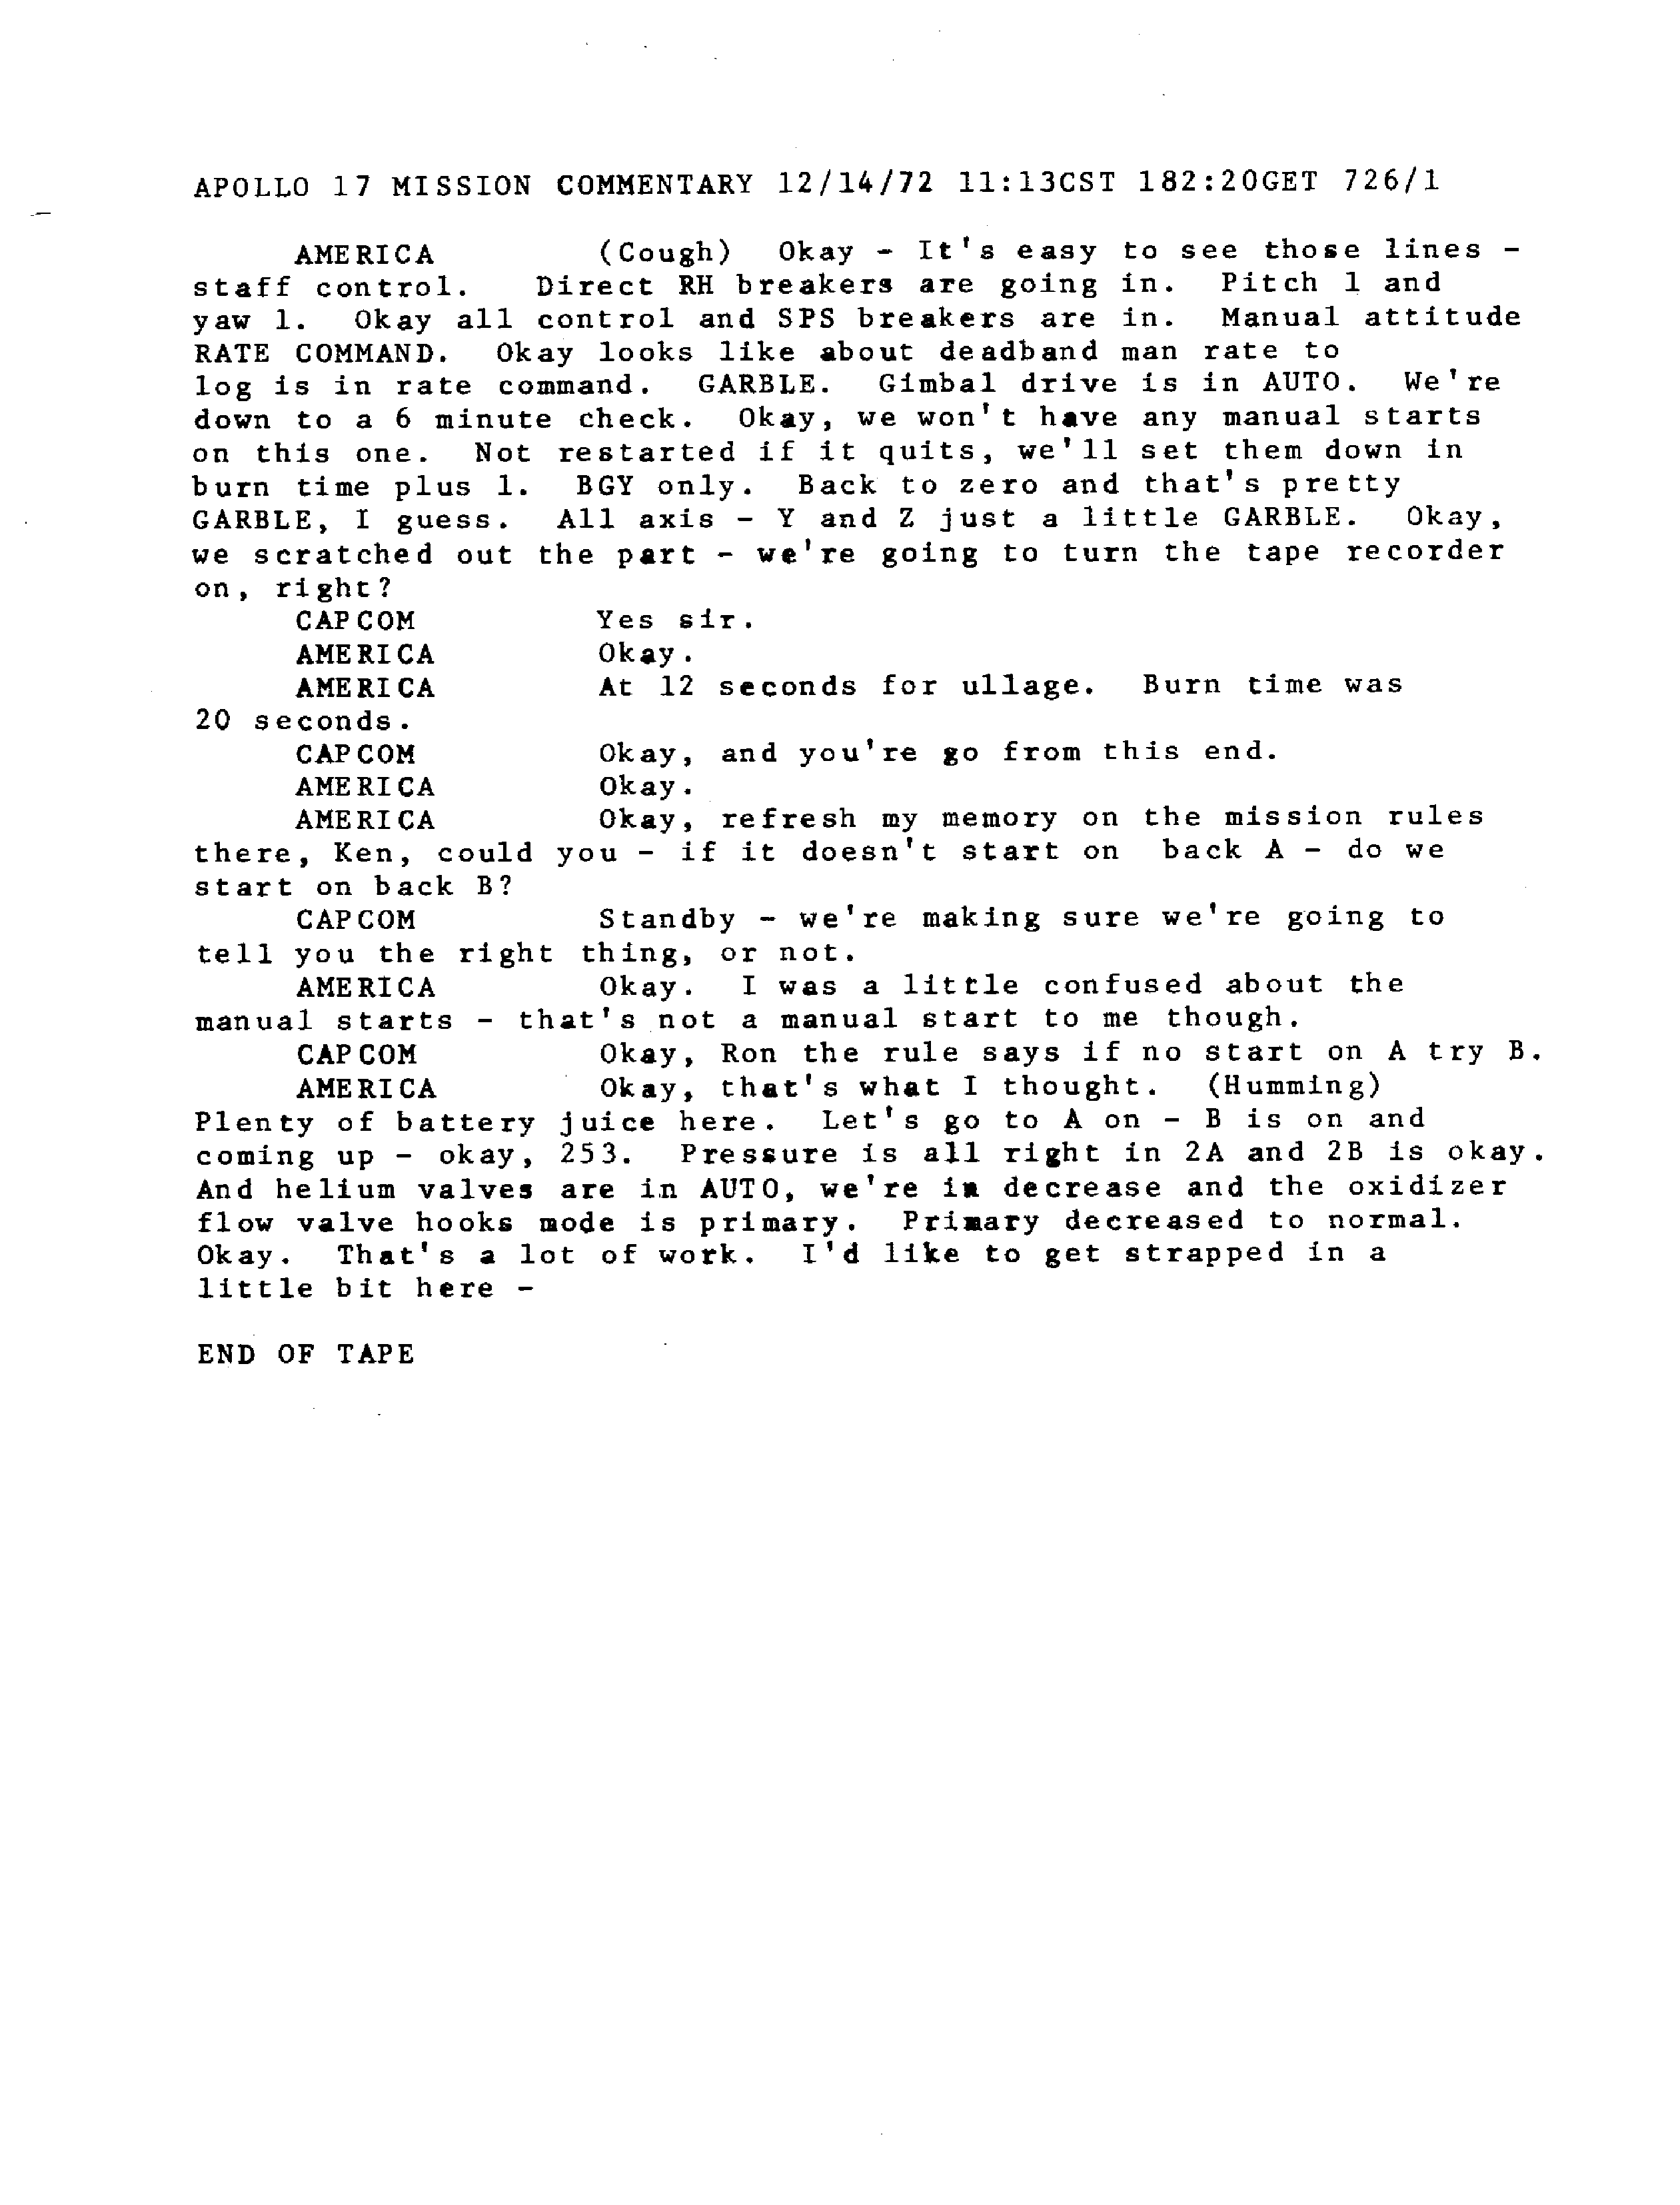 APOLLO 17 MISSION COMMENTARY 12/14/72 11:13CST 182:20GET 726/1
AMERICA (Cough) Okay - It's easy to see those lines -
staff control. Direct RH breakers are going in. Pitch 1 and
yaw 1. Okay all control and SPS breakers are in. Manual attitude
RATE COMMAND. Okay looks like about deadband man rate to
log is in rate command. GARBLE. Gimbal drive is in AUTO. We're
down to a 6 minute check. Okay, we won't have any manual starts
on this one. Not restarted if it quits, we'll set them down in
burn time plus 1. BGY only. Back to zero and that's pretty
GARBLE, I guess. All axis - Y and Z just a little GARBLE. Okay,
we scratched out the part - we're going to turn the tape recorder
on, right?
CAPCOM Yes sir.
AMERICA Okay.
AMERICA At 12 seconds for ullage. Burn time was
20 seconds.
CAPCOM Okay, and you're go from this end.
AMERICA Okay.
AMERICA Okay, refresh my memory on the mission rules
there, Ken, could you - if it doesn't start on back A - do we
start on back B?
CAPCOM Standby - we're making sure we're going to
tell you the right thing, or not.
AMERICA Okay. I was a little confused about the
manual starts - that's not a manual start to me though.
CAPCOM Okay, Ron the rule says if no start on A try B.
AMERICA Okay, that's what I thought. (Humming)
Plenty of battery juice here. Let's go to A on - B is on and
coming up - okay, 253. Pressure is all right in 2A and 2B is okay.
And helium valves are in AUTO, we're in decrease and the oxidizer
flow valve hooks mode is primary. Primary decreased to normal.
Okay. That's a lot of work. I'd like to get strapped in a
little bit here -
END OF TAPE